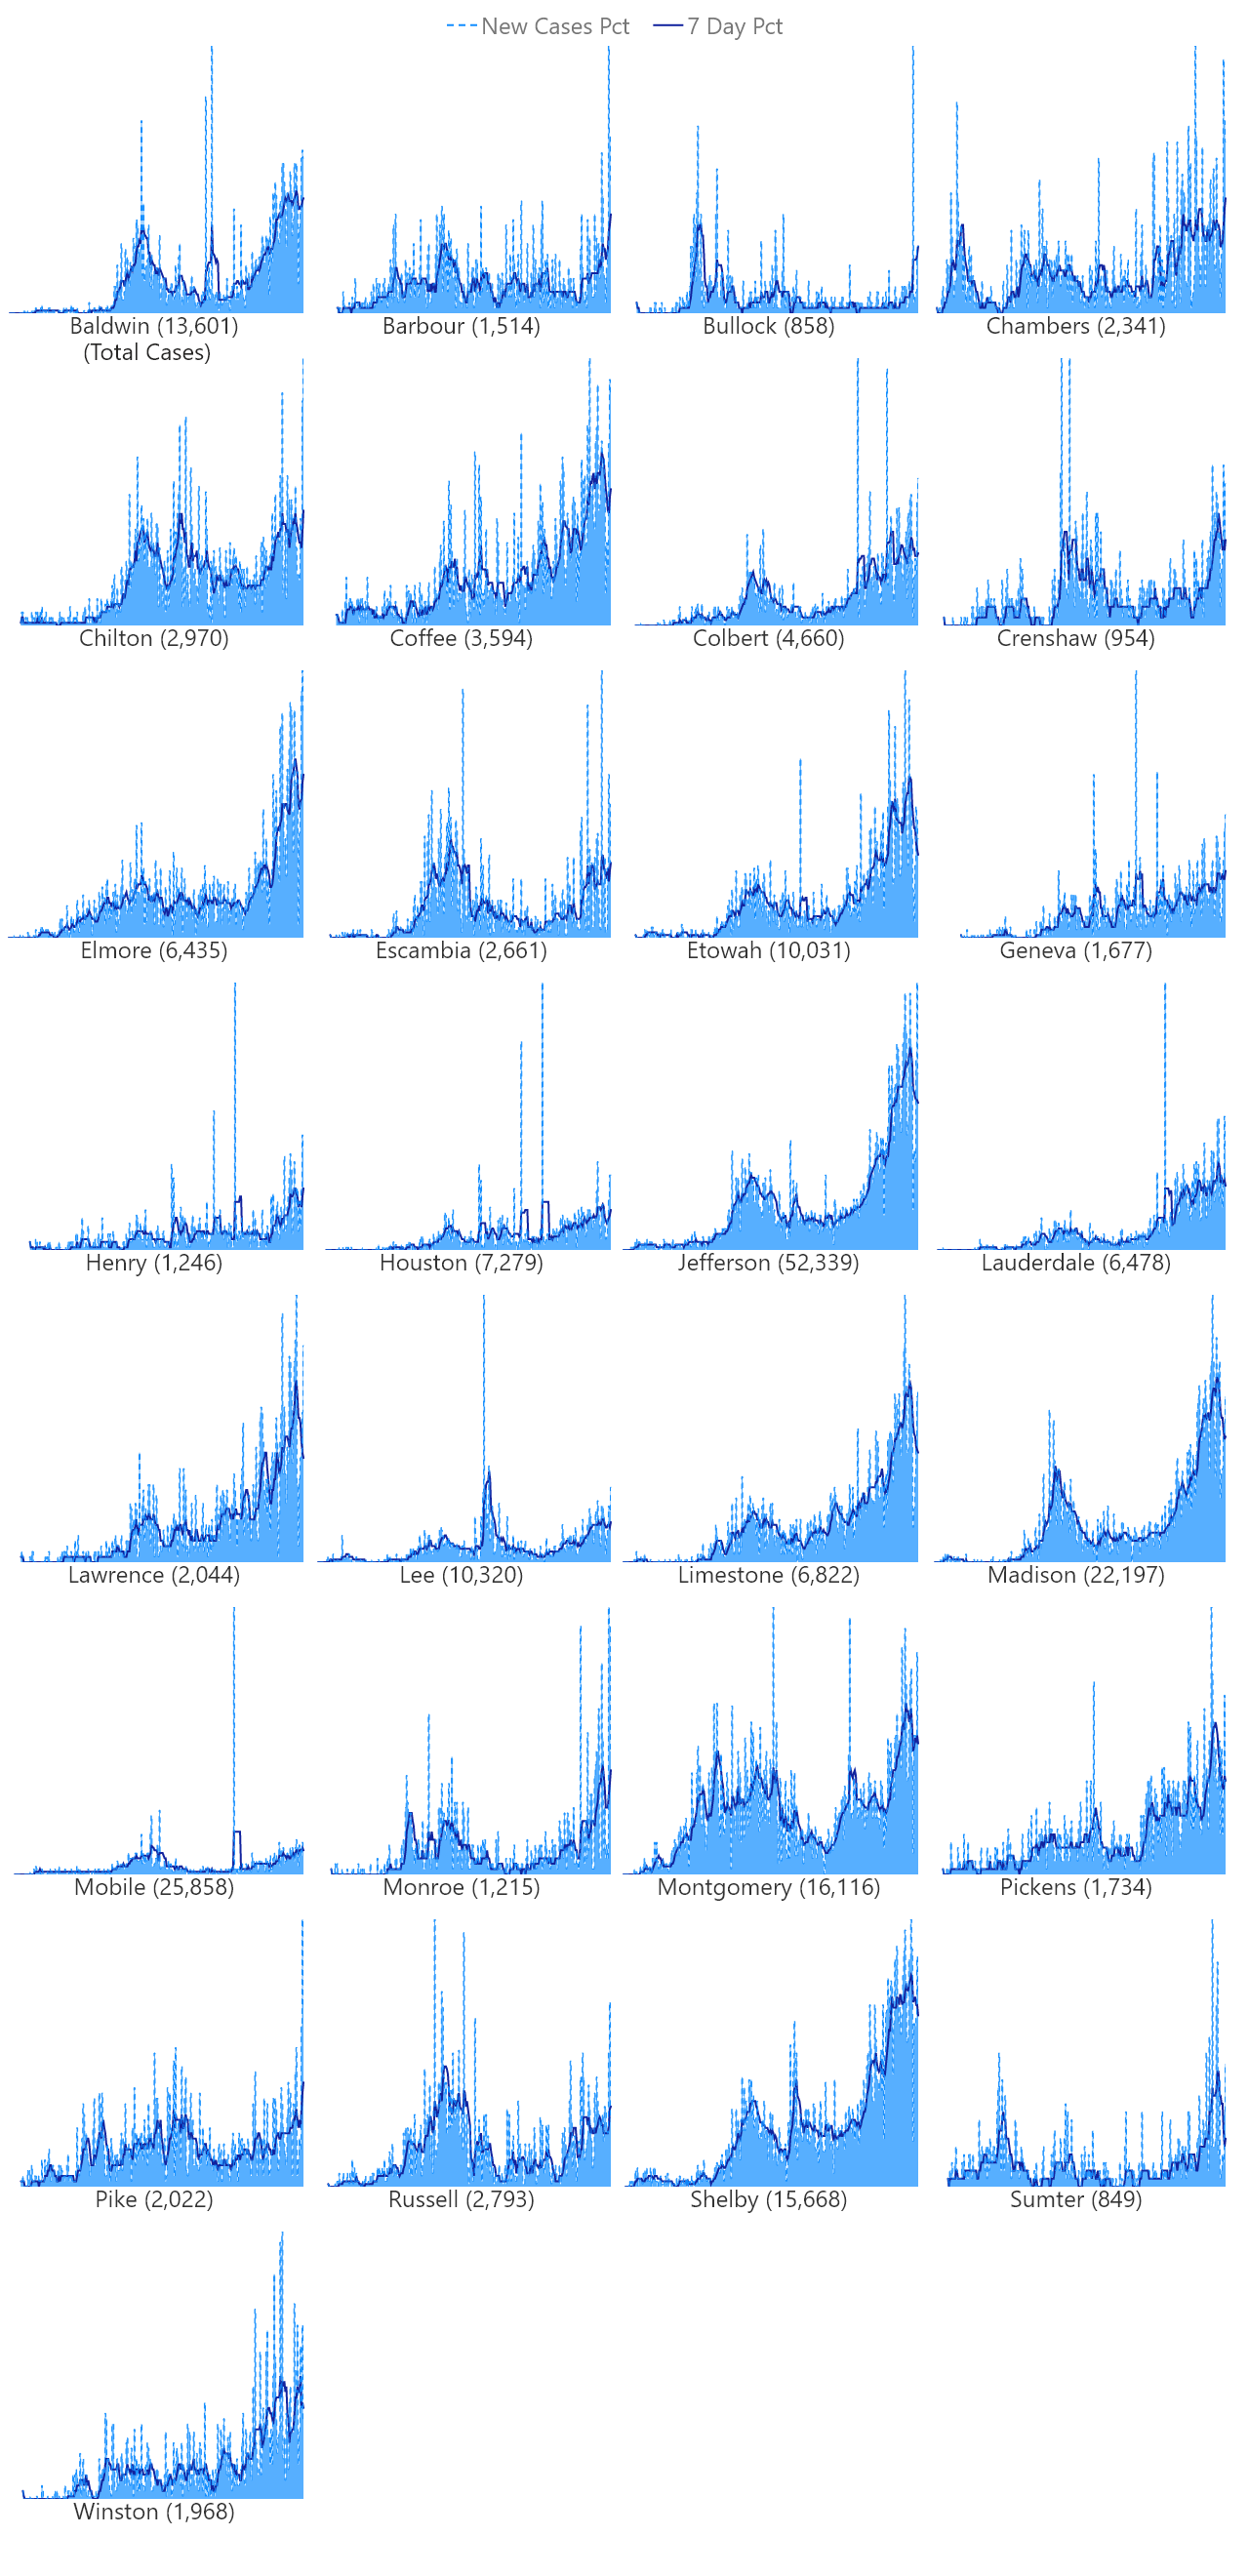 New Cases Pct 7 Day Pct
Baldwin (13,601) Barbour (1,514) Bullock (858) Chambers (2,341)
(Total Cases)
Chilton (2,970) Coffee (3,594) Colbert (4,660) Crenshaw (954)
Elmore (6,435) Escambia (2,661) Etowah (10,031) Geneva (1,677)
Henry (1,246) Houston (7,279) Jefferson (52,339) Lauderdale (6,478)
Lawrence (2,044) Lee (10,320) Limestone (6,822) Madison (22,197)
Mobile (25,858) Monroe (1,215) Montgomery (16,116) Pickens (1,734)
Pike (2,022) Russell (2,793) Shelby (15,668) Sumter (849)
Winston (1,968)